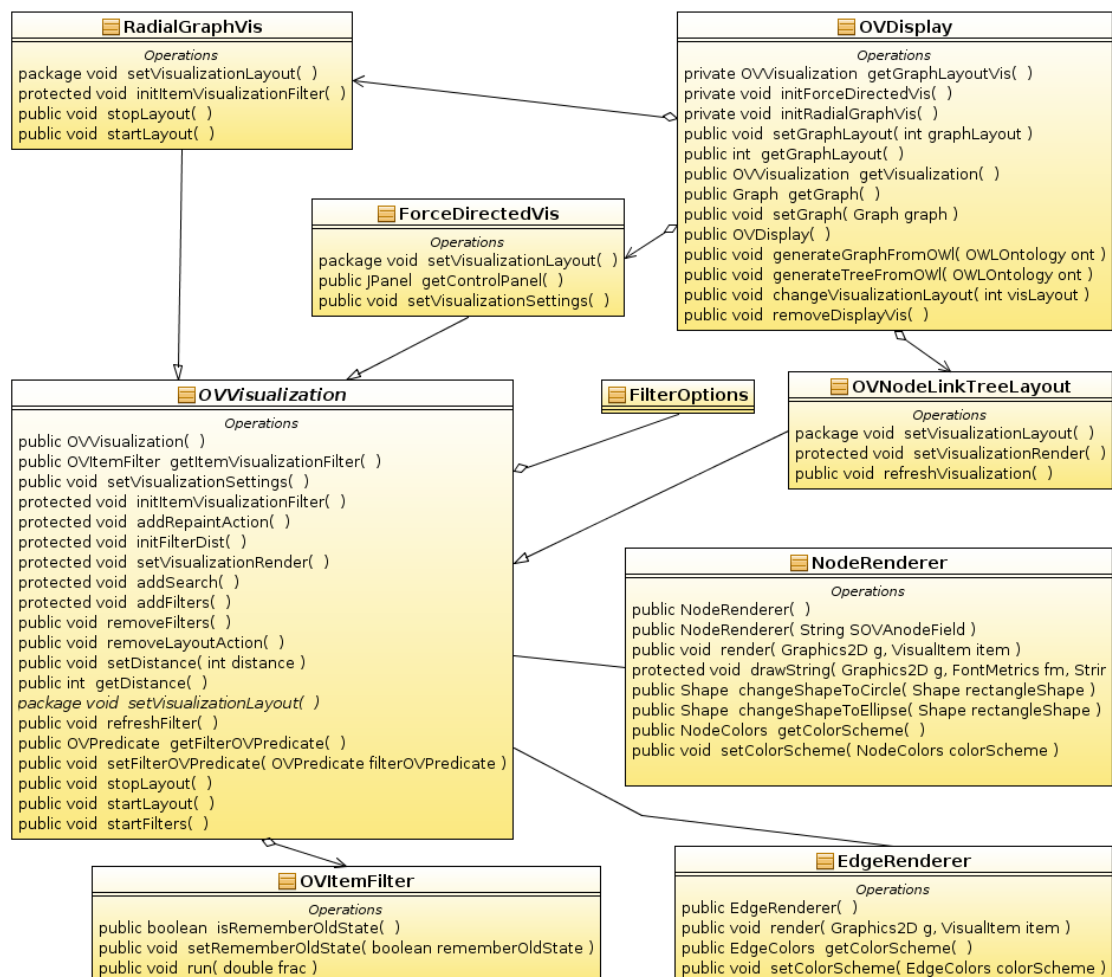 RadialGraphVis
Operations
package void setVisualizationLayout( )
protected void initItemVisualizationFilter( )
public void stopLayout( )
public void startLayout( )
OVDisplay
Operations
private OVVisualization getGraphLayoutVis( )
private void initForceDirectedVis( )
private void initRadialGraphVis( )
public void setGraphLayout( int graphLayout )
public int getGraphLayout( )
public OVVisualization getVisualization( )
public Graph getGraph( )
public void setGraph( Graph graph )
public OVDisplay( )
public void generateGraphFromOWl( OWLOntology ont )
public void generateTreeFromOWl( OWLOntology ont )
public void changeVisualizationLayout( int visLayout )
public void removeDisplayVis( )
ForceDirectedVis
Operations
package void setVisualizationLayout( )
public JPanel getControlPanel( )
public void setVisualizationSettings( )
OVVisualization
Operations
public OVVisualization( )
public OVItemFilter getItemVisualizationFilter( )
public void setVisualizationSettings( )
protected void initItemVisualizationFilter( )
protected void addRepaintAction( )
protected void initFilterDist( )
protected void setVisualizationRender( )
protected void addSearch( )
protected void addFilters( )
public void removeFilters( )
public void removeLayoutAction( )
public void setDistance( int distance )
public int getDistance( )
package void setVisualizationLayout( )
public void refreshFilter( )
public OVPredicate getFilterOVPredicate( )
public void setFilterOVPredicate( OVPredicate filterOVPredicate )
public void stopLayout( )
public void startLayout( )
public void startFilters( )
FilterOptions
OVNodeLinkTreeLayout
Operations
package void setVisualizationLayout( )
protected void setVisualizationRender( )
public void refreshVisualization( )
NodeRenderer
Operations
public NodeRenderer( )
public NodeRenderer( String SOVAnodeField )
public void render( Graphics2D g, VisualItem item )
protected void drawString( Graphics2D g, FontMetrics fm, Strir
public Shape changeShapeToCircle( Shape rectangleShape )
public Shape changeShapeToEllipse( Shape rectangleShape )
public NodeColors getColorScheme( )
public void setColorScheme( NodeColors colorScheme )
OVItemFilter
Operations
public boolean isRememberOldState( )
public void setRememberOldState( boolean rememberOldState )
public void run( double frac )
EdgeRenderer
Operations
public EdgeRenderer( )
public void render( Graphics2D g, VisualItem item )
public EdgeColors getColorScheme( )
public void setColorScheme( EdgeColors colorScheme )